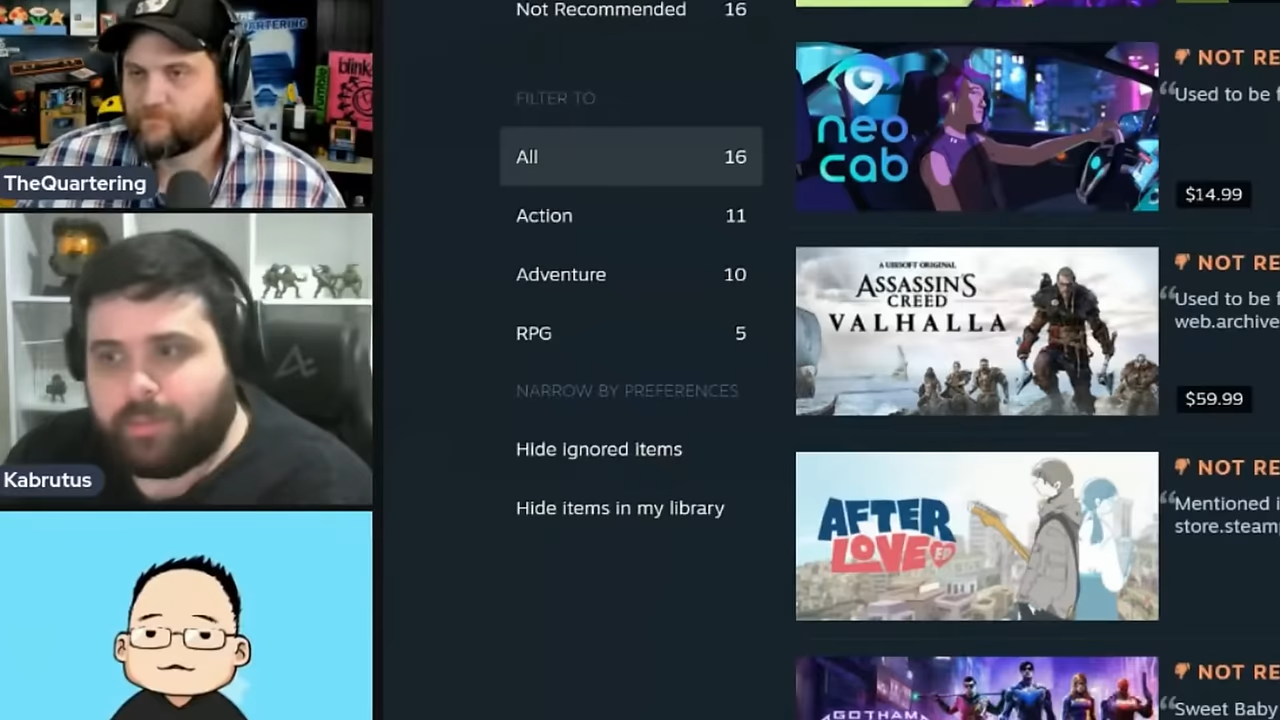 QUARTERING
blink
TheQuartering
Kabrutus
Not Recommended 16
FILTER TO
All 16
Action 11
Adventure 10
RPG 5
NARROW BY PREFERENCES
Hide ignored items
Hide items in my library
neo
cab
NOT RE
Used to be f
$14.99
A UBISOFT ORIGINAL
ASSASSIN'S
CREED
VALHALLA
NOT RE
Used to be f
web.archive
$59.99
AFTER
LOVE EP
NOT RE
Mentioned i
store.steam
GOTHAM
NOT RE
Sweet Baby